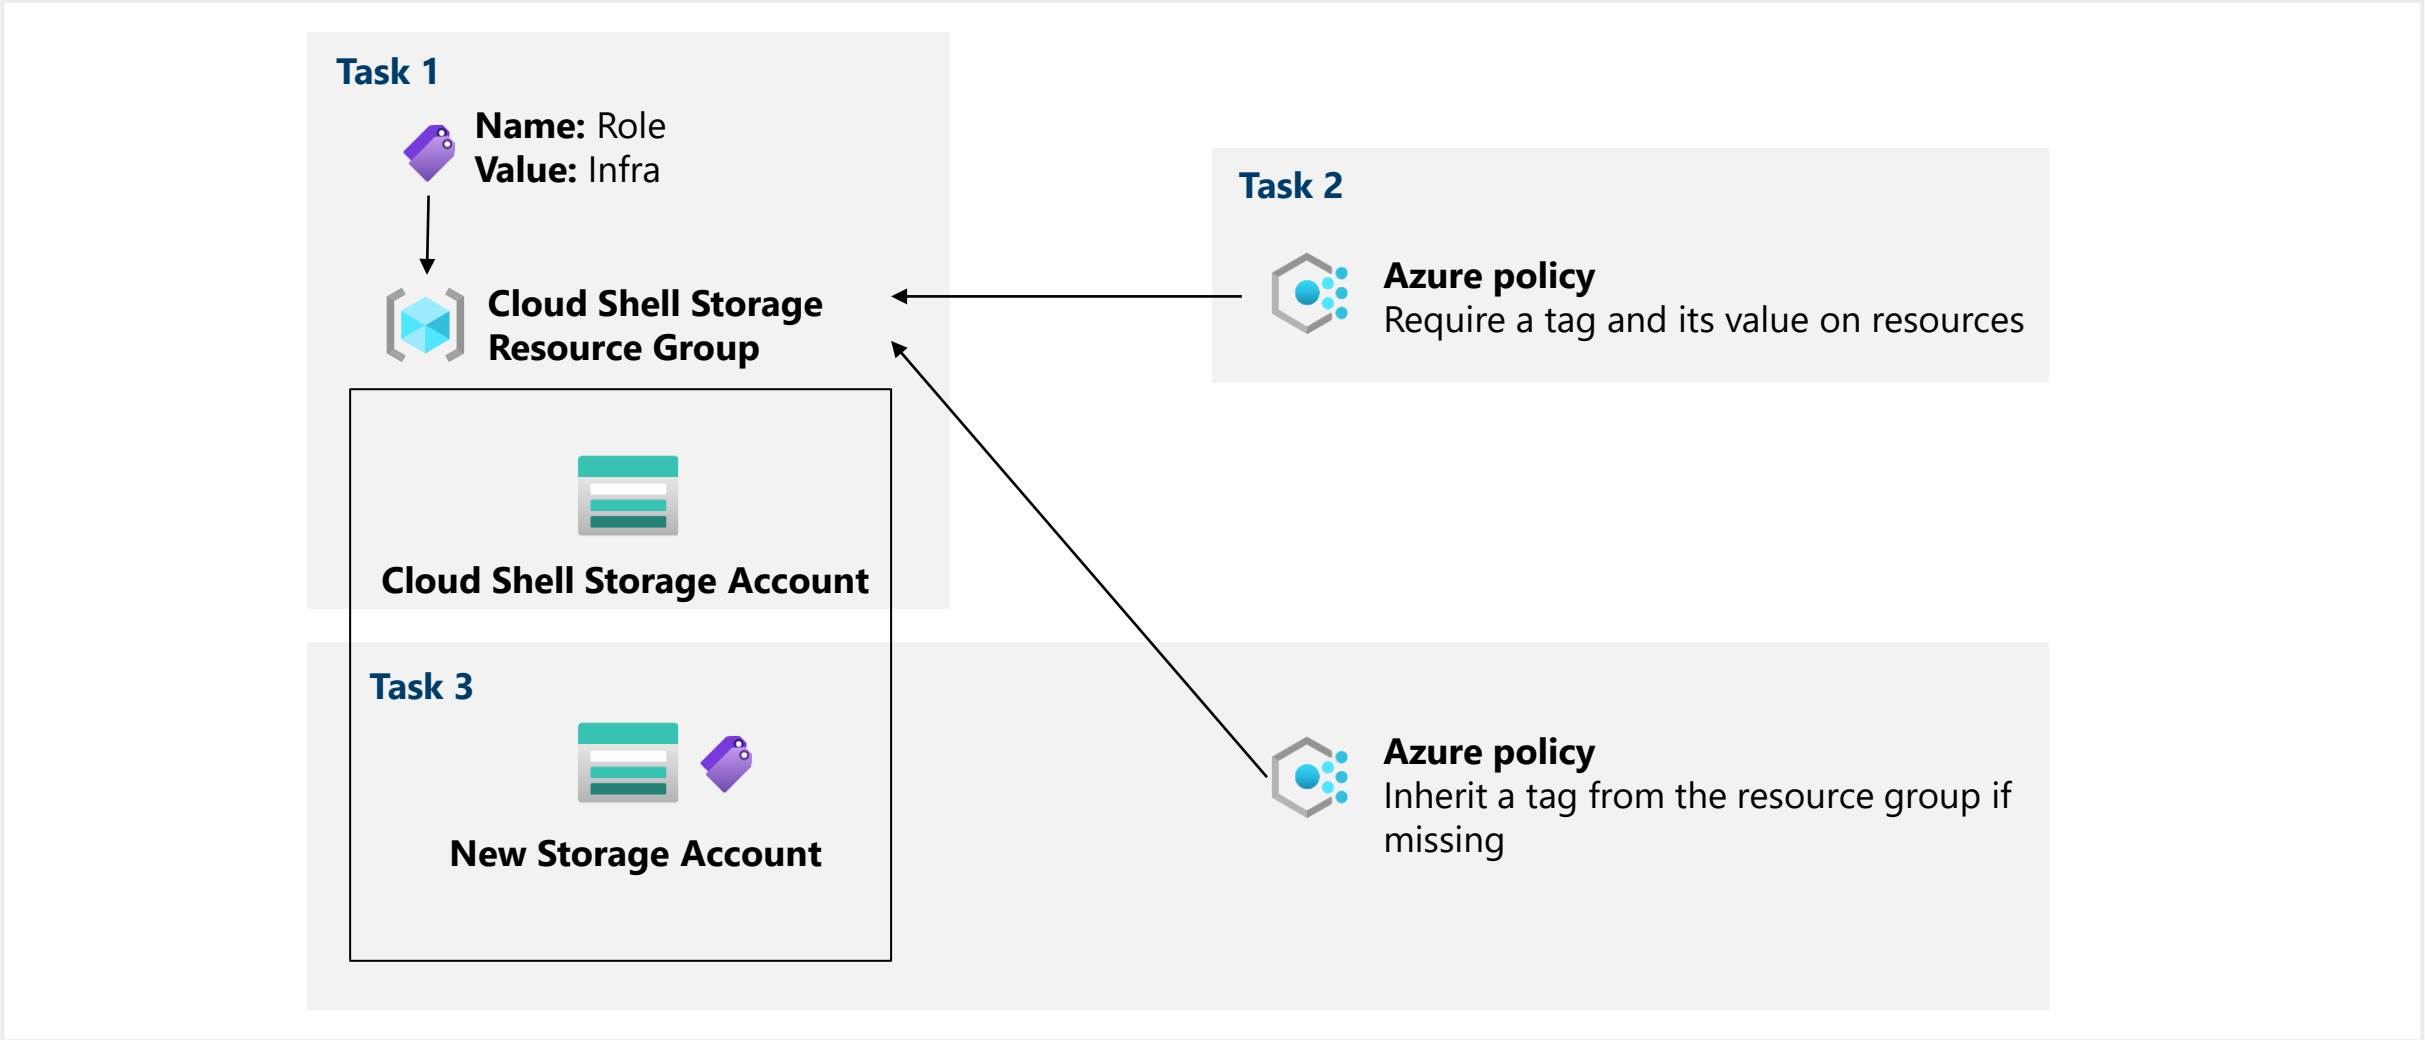 Task 1
Name: Role
Value: Infra
Cloud Shell Storage
Resource Group
Cloud Shell Storage Account
Task 2
Azure policy
Require a tag and its value on resources
Task 3
New Storage Account
Azure policy
Inherit a tag from the resource group if
missing